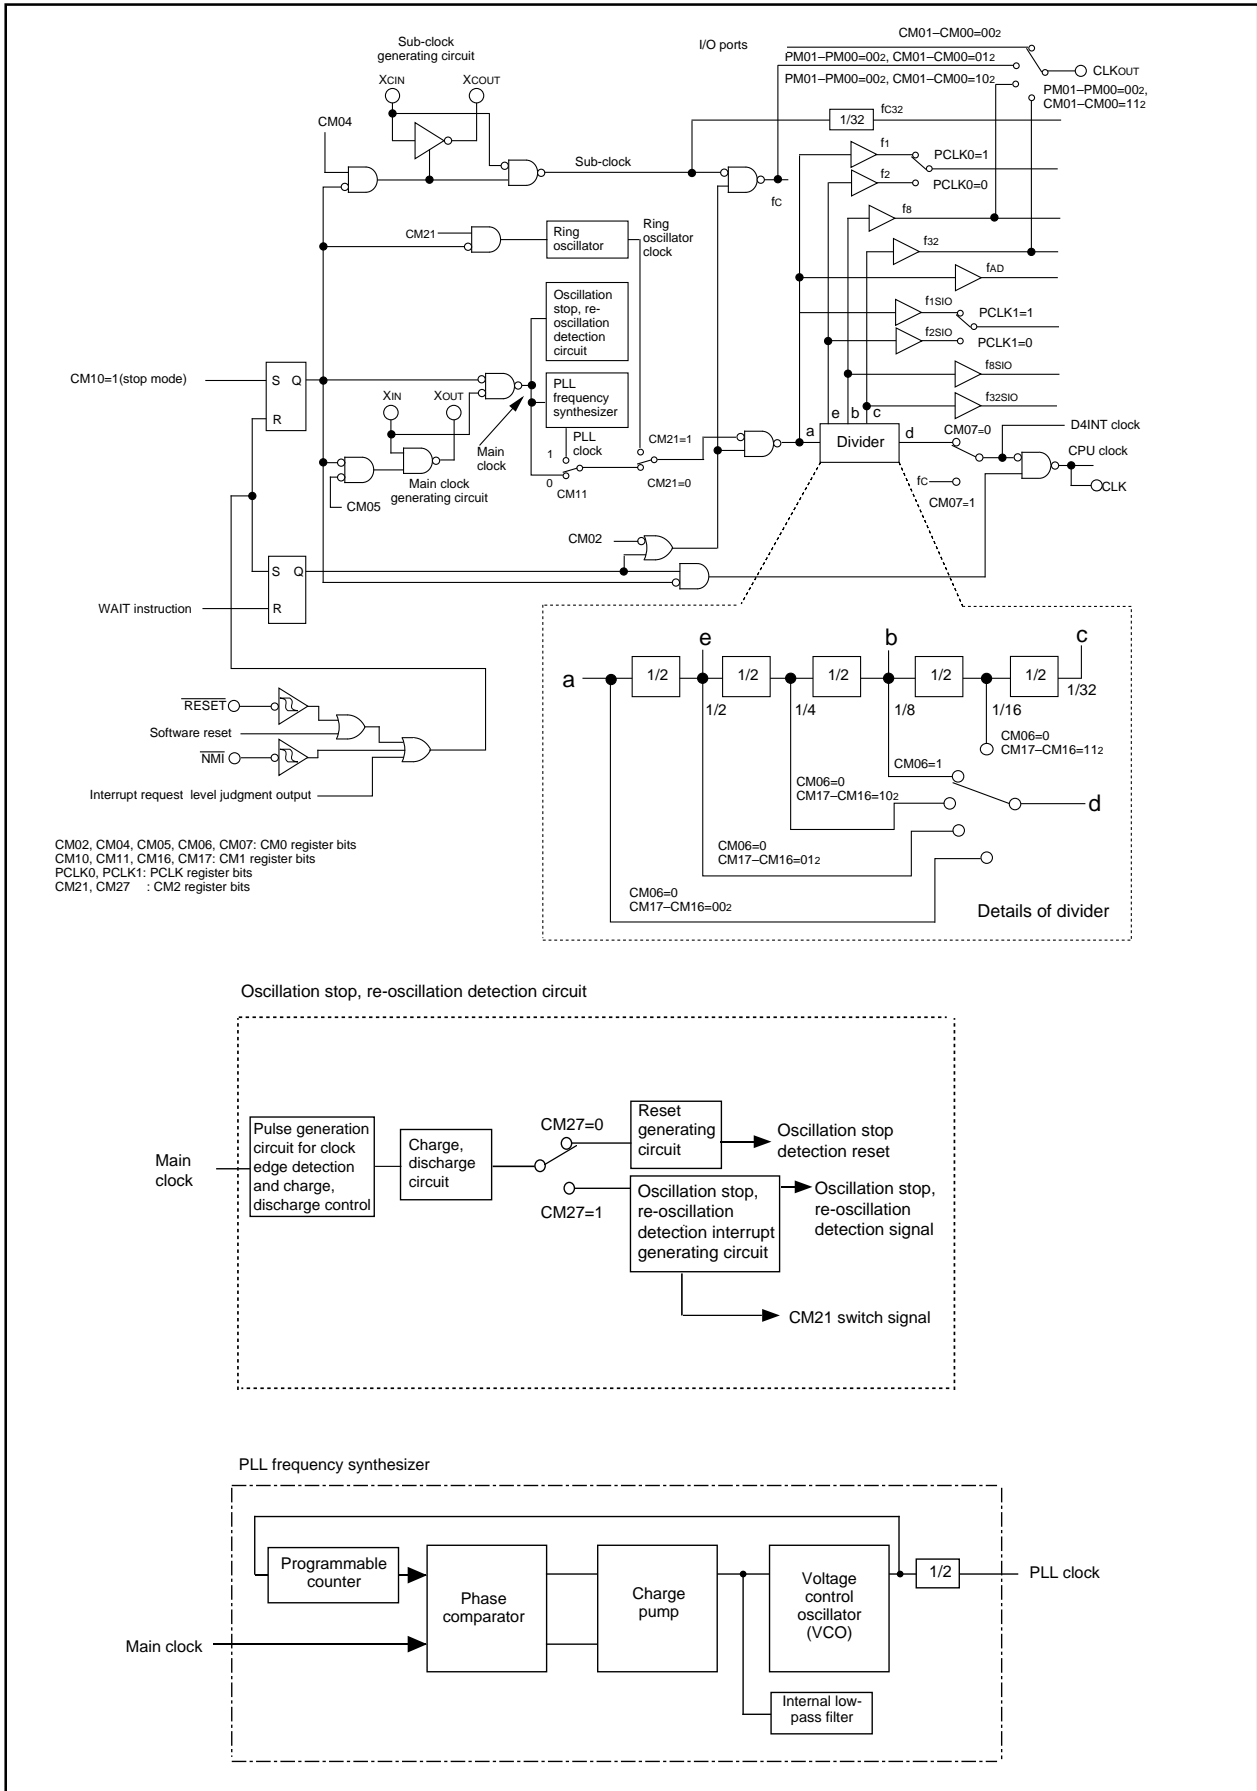 Sub-clock
generating circuit
XCIN
XCOUT
CM04
Sub-clock
I/O ports
CM01–CM00=002
PM01–PM00=002, CM01–CM00=012
PM01–PM00=002, CM01–CM00=102
CLKOUT
PM01–PM00=002,
CM01–CM00=112
1/32
fC32
f1
PCLK0=1
f2
PCLK0=0
fC
f8
f32
fAD
f1SIO
PCLK1=1
f2SIO
PCLK1=0
f8SIO
f32SIO
CM21
Ring
oscillator
Ring
oscillator
clock
Oscillation
stop, re-
oscillation
detection
circuit
CM10=1(stop mode)
S Q
R
XIN
XOUT
PLL
frequency
synthesizer
Main
clock
1
PLL
clock
0
CM11
CM21=1
CM21=0
Main clock
generating circuit
CM05
e b c
a
Divider
d
CM07=0
D4INT clock
CPU clock
fC
CM07=1
CLK
CM02
S Q
R
WAIT instruction
RESET
Software reset
NMI
Interrupt request level judgment output
e
b
c
a
1/2
1/2
1/2
1/2
1/2
1/2
1/4
1/8
1/16
1/32
CM06=0
CM17–CM16=112
CM06=1
CM06=0
CM17–CM16=102
d
CM06=0
CM17–CM16=012
CM06=0
CM17–CM16=002
Details of divider
CM02, CM04, CM05, CM06, CM07: CM0 register bits
CM10, CM11, CM16, CM17: CM1 register bits
PCLK0, PCLK1: PCLK register bits
CM21, CM27 : CM2 register bits
Oscillation stop, re-oscillation detection circuit
Main
clock
Pulse generation
circuit for clock
edge detection
and charge,
discharge control
Charge,
discharge
circuit
CM27=0
CM27=1
Reset
generating
circuit
Oscillation stop
detection reset
Oscillation stop,
re-oscillation
detection interrupt
generating circuit
Oscillation stop,
re-oscillation
detection signal
CM21 switch signal
PLL frequency synthesizer
Programmable
counter
Main clock
Phase
comparator
Charge
pump
Voltage
control
oscillator
(VCO)
1/2
PLL clock
Internal low-
pass filter